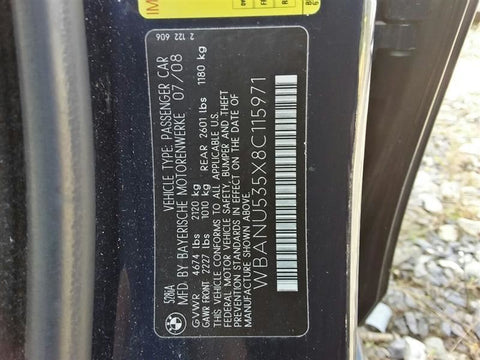 528iA
VEHICLE TYPE: PASSENGER CAR
MFD BY BAYERISCHE MOTORENWERKE 07/08
GVWR 4674 lbs 2120 kg
GAWR FRONT 2227 lbs 1010 kg REAR 2601 lbs 1180 kg
THIS VEHICLE CONFORMS TO ALL APPLICABLE
FEDERAL MOTOR VEHICLE SAFETY, BUMPER AND THEFT
PREVENTION STANDARDS IN EFFECT ON THE DATE OF
MANUFACTURE SHOWN ABOVE.
WBANU535X8C115971
2 122 606